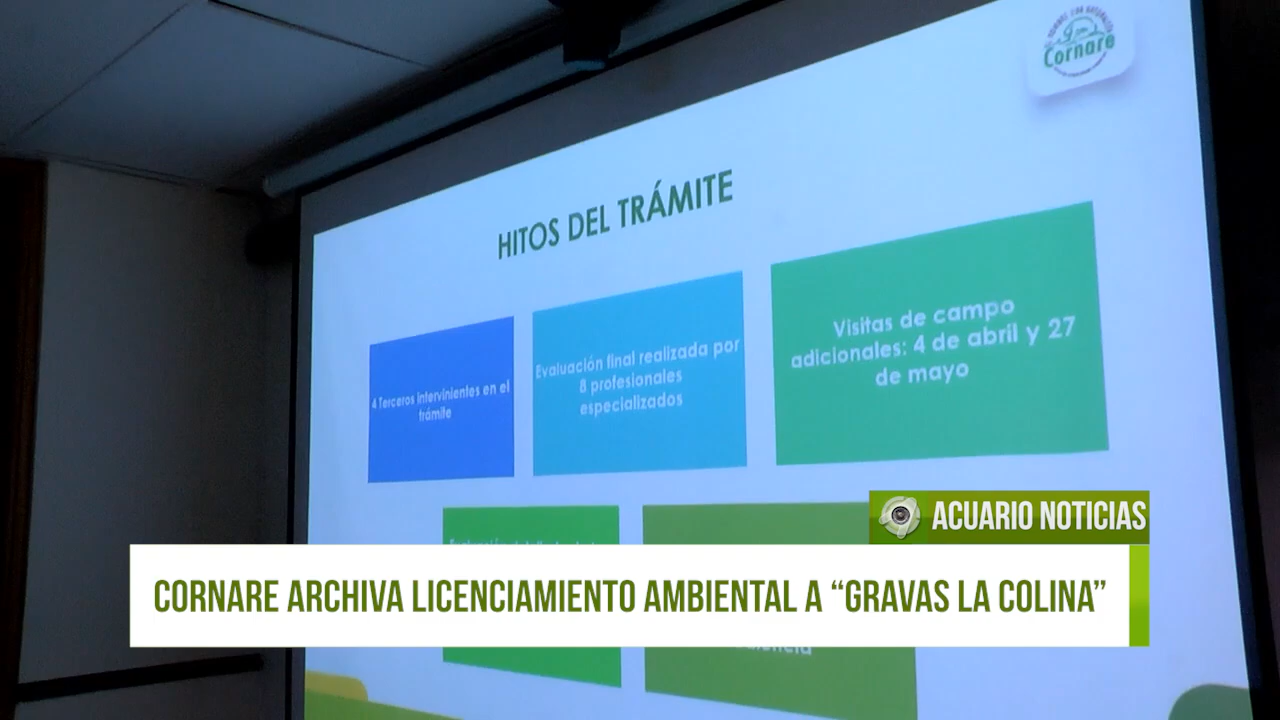 Cornare
HITOS DEL TRÁMITE
4 Terceros intervinientes en el
trámite
Evaluación final realizada por
8 profesionales
especializados
Visitas de campo
adicionales: 4 de abril y 27
de mayo
ACUARIO NOTICIAS
CORNARE ARCHIVA LICENCIAMIENTO AMBIENTAL A “GRAVAS LA COLINA”